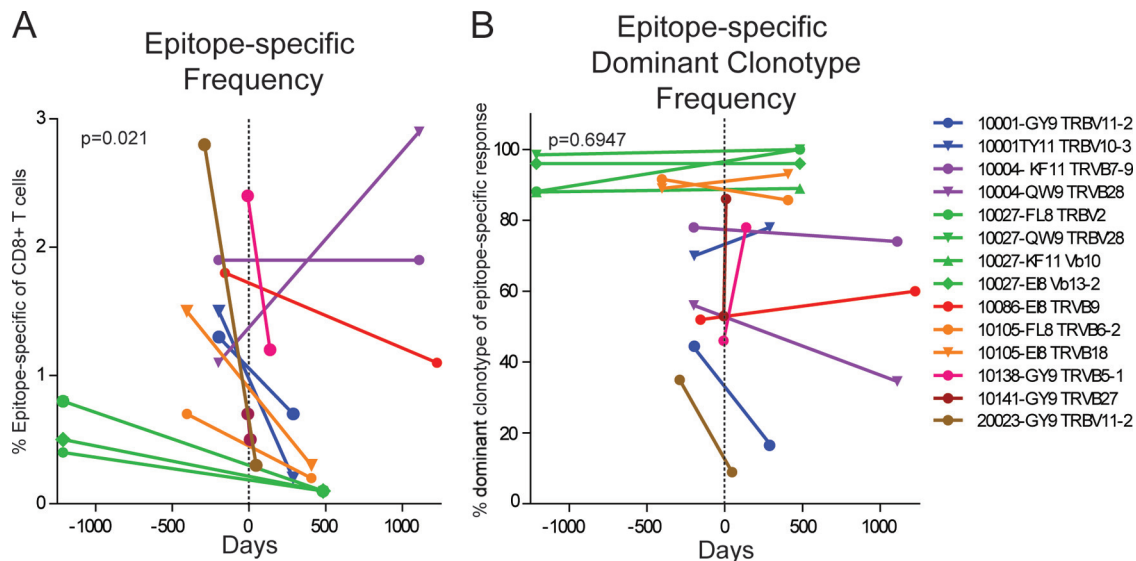 A
Epitope-specific
Frequency
p=0.021
% Epitope-specific of CD8+ T cells
3
2
1
0
-1000
-500
0
500
1000
Days
B
Epitope-specific
Dominant Clonotype
Frequency
p=0.6947
% dominant clonotype of epitope-specific response
100
80
60
40
20
0
-1000
-500
0
500
1000
Days
10001-GY9 TRBV11-2
10001TY11 TRBV10-3
10004- KF11 TRVB7-9
10004-QW9 TRVB28
10027-FL8 TRBV2
10027-QW9 TRBV28
10027-KF11 Vb10
10027-EI8 Vb13-2
10086-EI8 TRVB9
10105-FL8 TRVB6-2
10105-EI8 TRVB18
10138-GY9 TRVB5-1
10141-GY9 TRVB27
20023-GY9 TRBV11-2